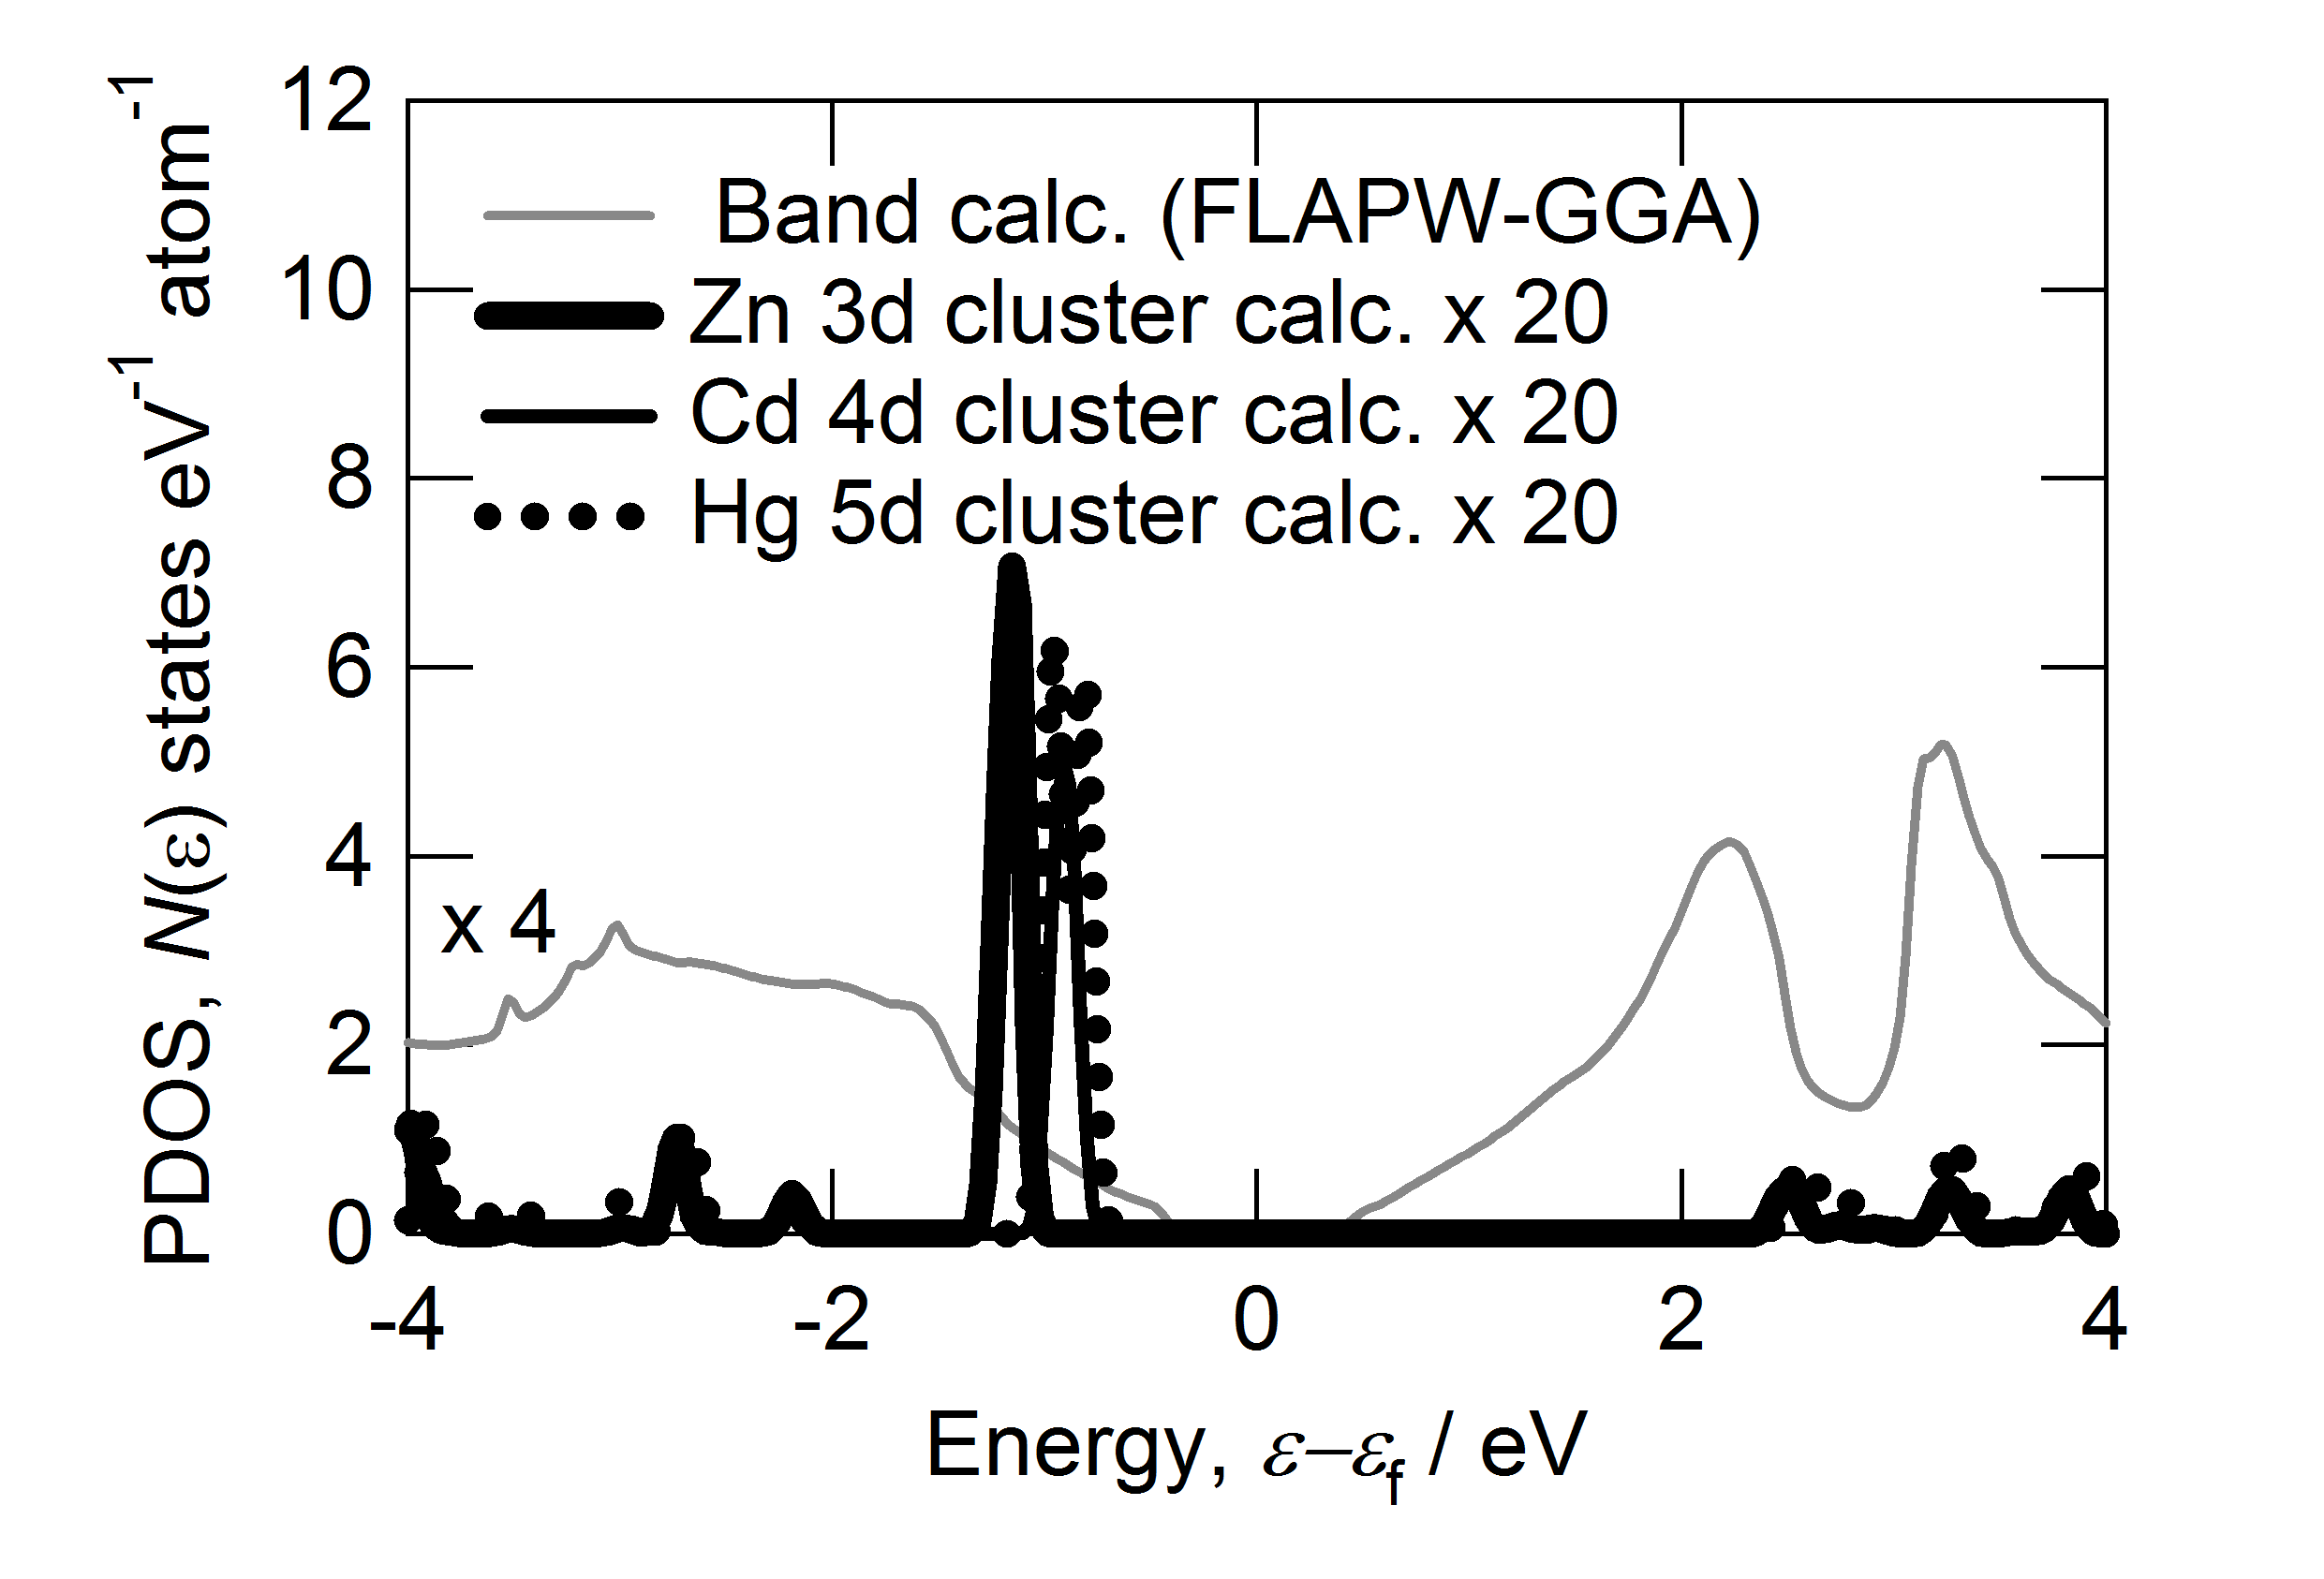 PDOS, N(ε) states eV-1 atom-1
12
10
8
6
4
2
0
Band calc. (FLAPW-GGA)
Zn 3d cluster calc. x 20
Cd 4d cluster calc. x 20
Hg 5d cluster calc. x 20
x 4
-4 -2 0 2 4
Energy, ε−εf / eV